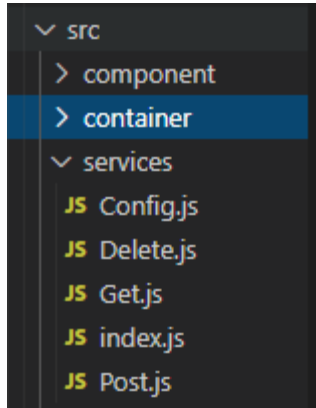 src
component
container
services
JS Config.js
JS Delete.js
JS Get.js
JS index.js
JS Post.js